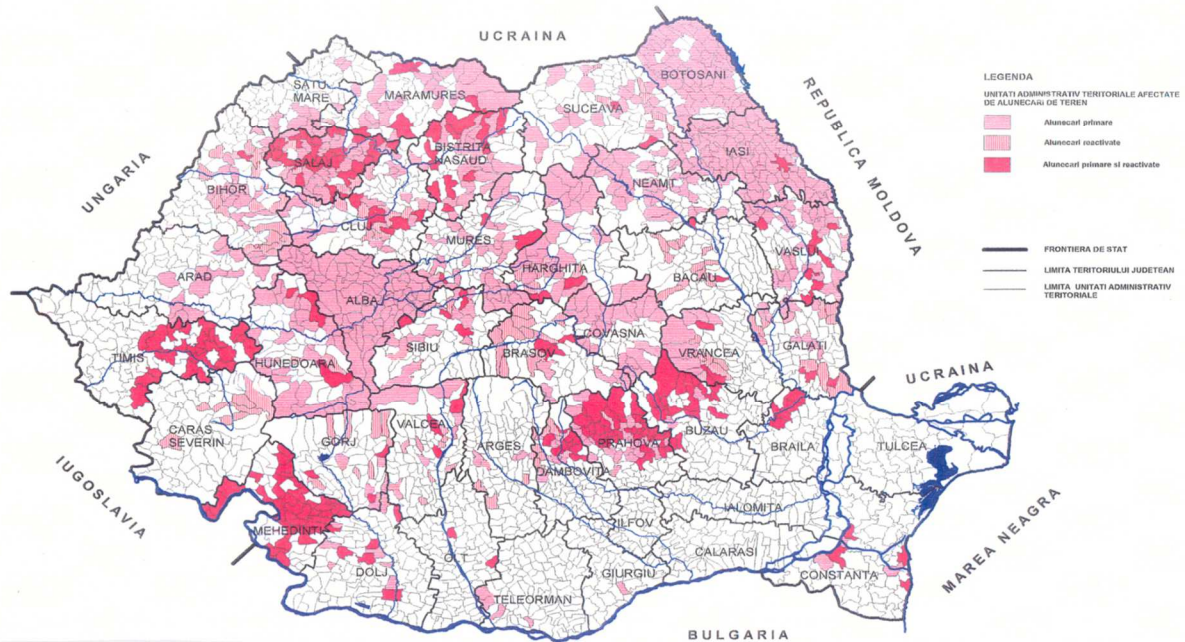 UCRAINA
BOTOSANI
SATU
MARE
MARAMURES
SUCEAVA
REPUBLICA MOLDOVA
IASI
SALAJ
BISTRITA
NASAUD
UNGARIA
BIHOR
NEAMT
CLUJ
MURES
VASLUI
HARGHITA
BACAU
ARAD
ALBA
COVASNA
SIBIU
BRASOV
VRANCEA
GALATI
TIMIS
HUNEDOARA
UCRAINA
CARAS
SEVERIN
GORJ
VALCEA
ARGES
PRAHOVA
BUZAU
BRAILA
TULCEA
DAMBOVITA
IUGOSLAVIA
IALOMITA
ILFOV
MEHEDINTI
CALARASI
MAREA NEAGRA
DOLJ
OLT
GIURGIU
CONSTANTA
TELEORMAN
BULGARIA
LEGENDA
UNITATI ADMINISTRATIV TERITORIALE AFECTATE
DE ALUNECARI DE TEREN
Alunecari primare
Alunecari reactivate
Alunecari primare si reactivate
FRONTIERA DE STAT
LIMITA TERITORIULUI JUDETEAN
LIMITA UNITATI ADMINISTRATIV
TERITORIALE